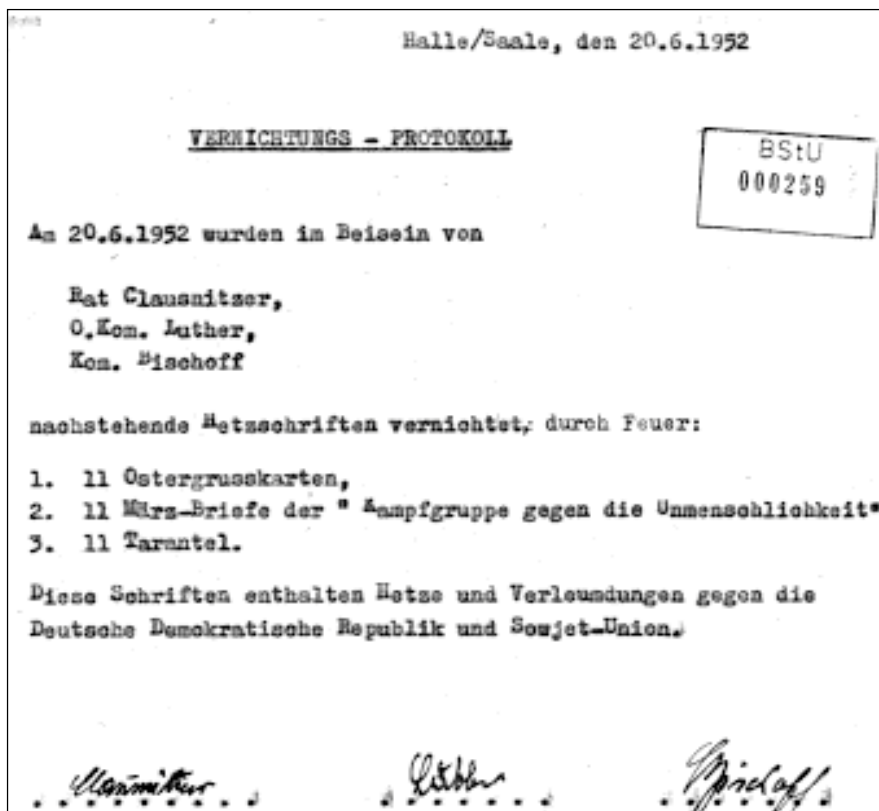 Halle/Saale, den 20.6.1952
VERNICHTUNGS - PROTOKOLL
BStU
000259
Am 20.6.1952 wurden im Beisein von
Rat Clausnitzer,
O.Kom. Luther,
Kom. Bischoff
nachstehende Hetzschriften vernichtet, durch Feuer:
1. 11 Ostergrusskarten,
2. 11 März-Briefe der " Kampfgruppe gegen die Unmenschlichkeit"
3. 11 Tarantel.
Diese Schriften enthalten Hetze und Verleumdungen gegen die
Deutsche Demokratische Republik und Sowjet-Union.
Bischoff